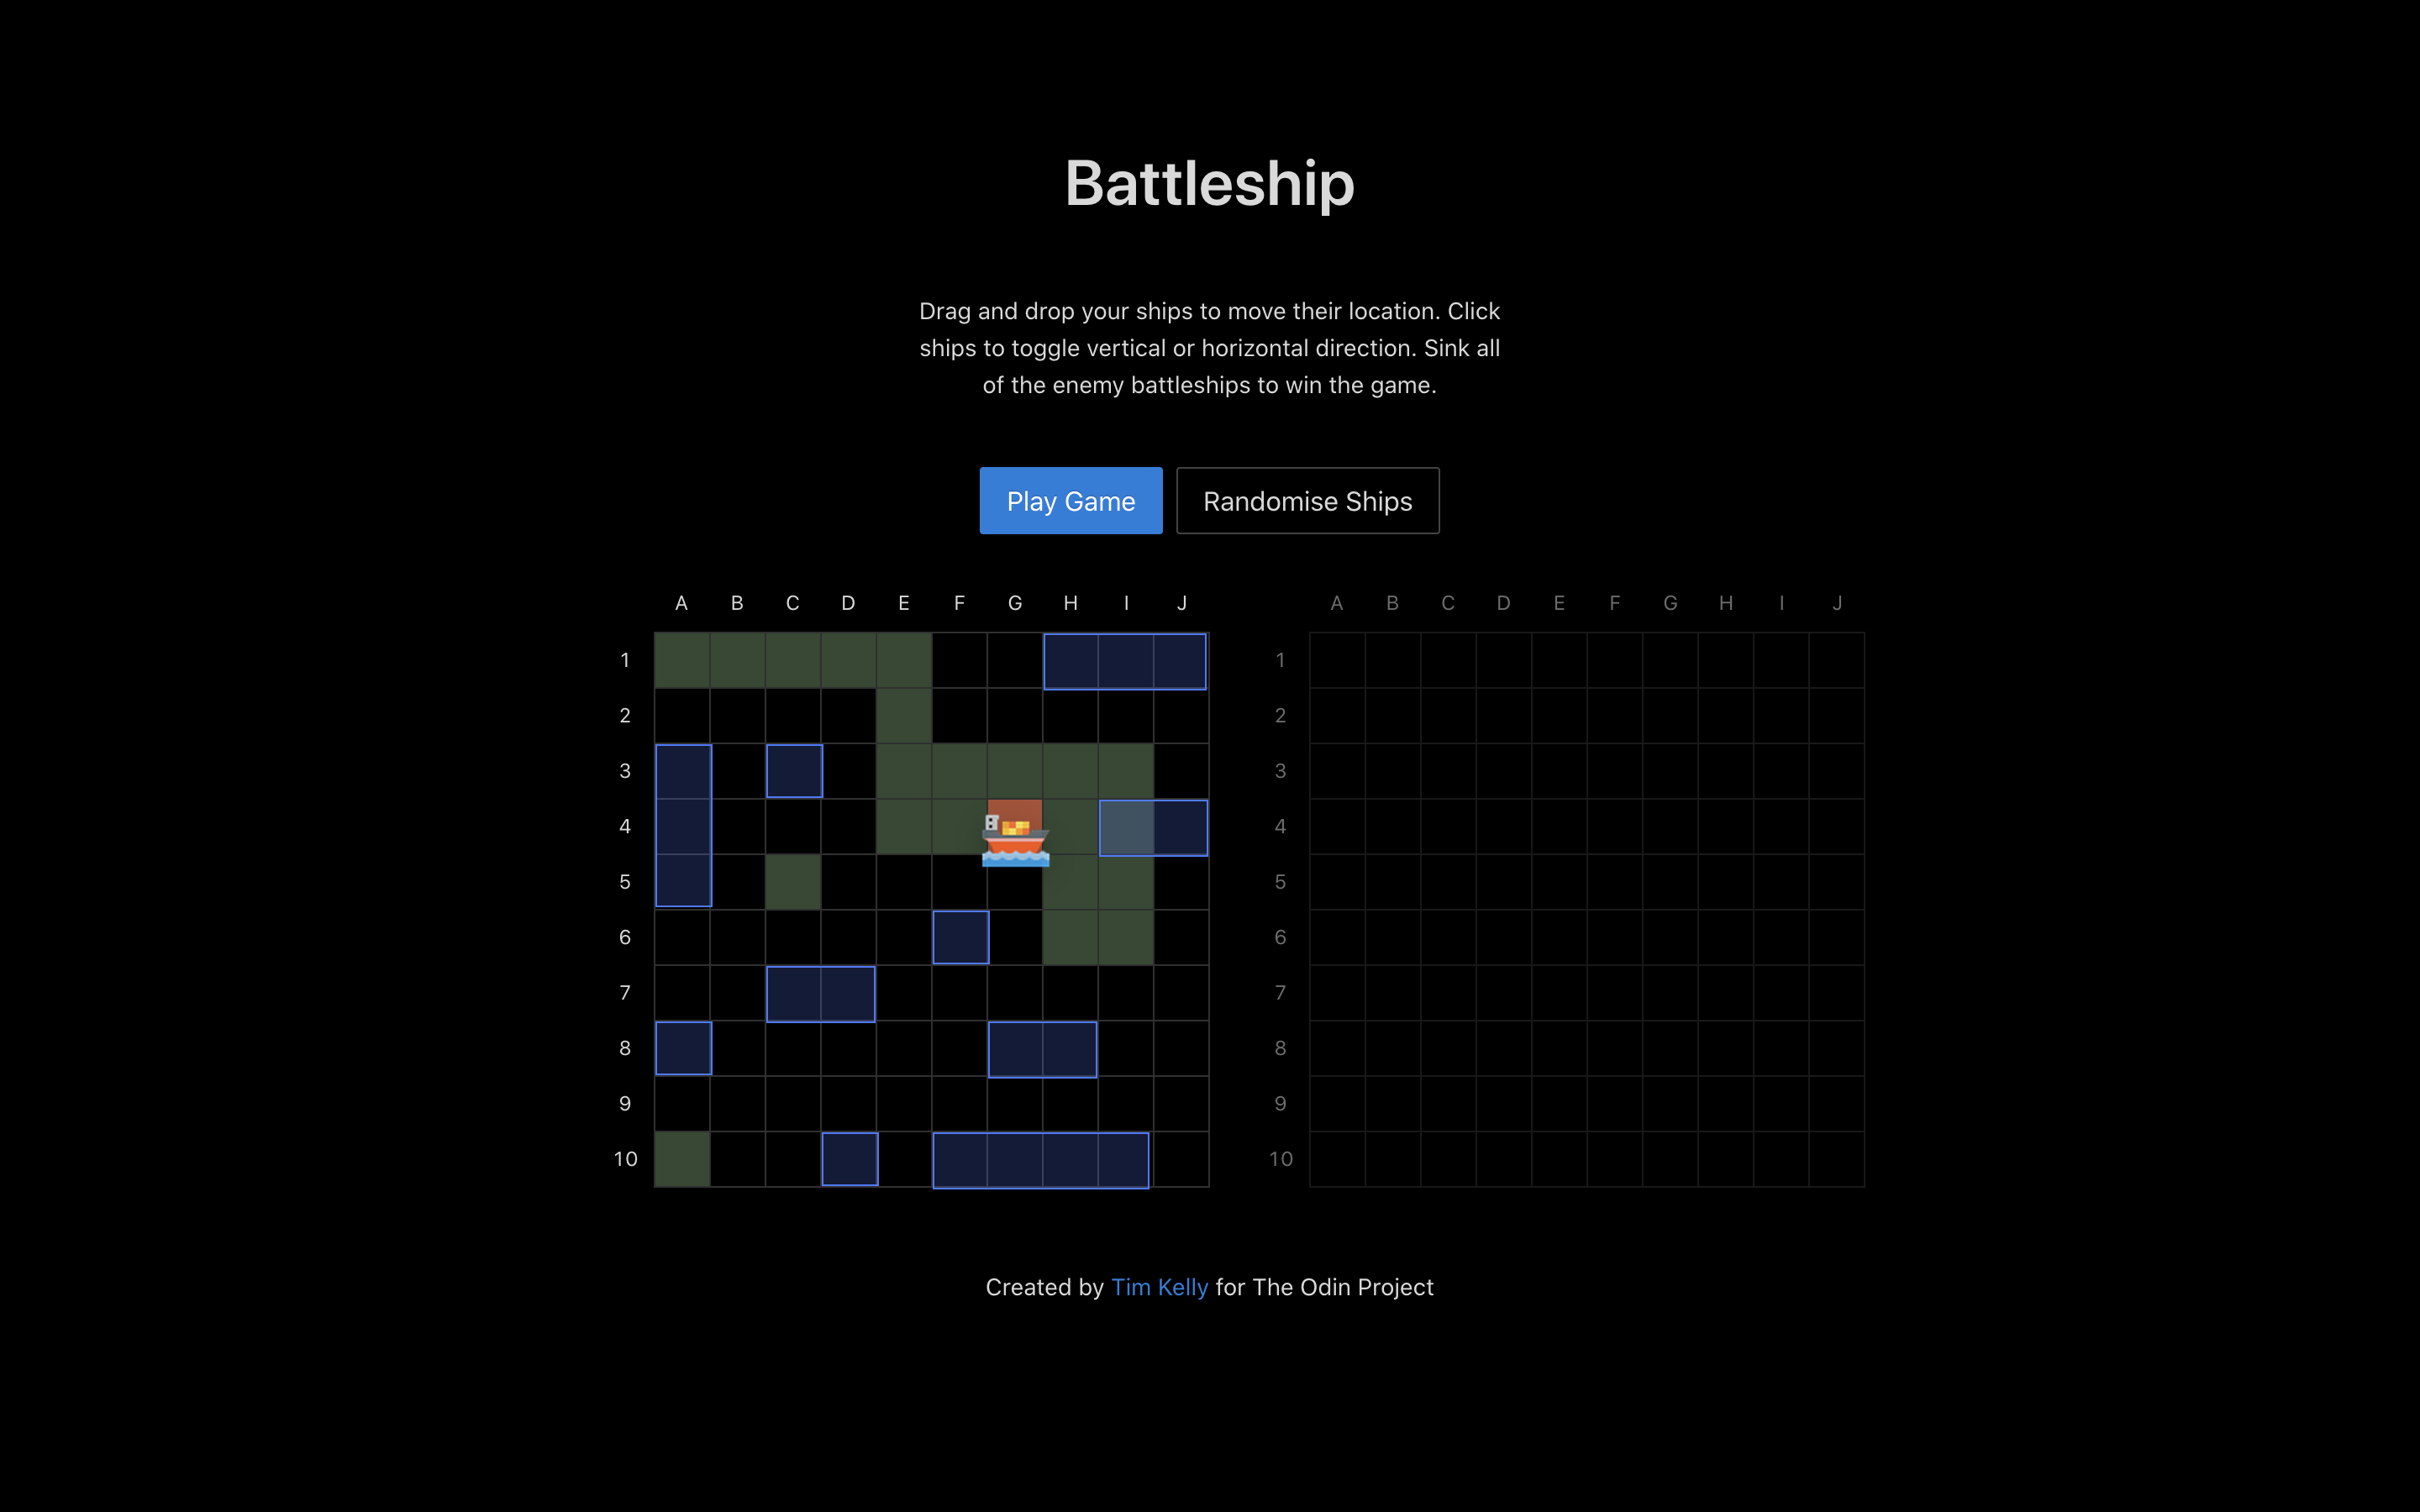 Battleship
Drag and drop your ships to move their location. Click
ships to toggle vertical or horizontal direction. Sink all
of the enemy battleships to win the game.
Play Game Randomise Ships
A B C D E F G H I J A B C D E F G H I J
1 1
2 2
3 3
4 4
5 5
6 6
7 7
8 8
9 9
10 10
Created by Tim Kelly for The Odin Project